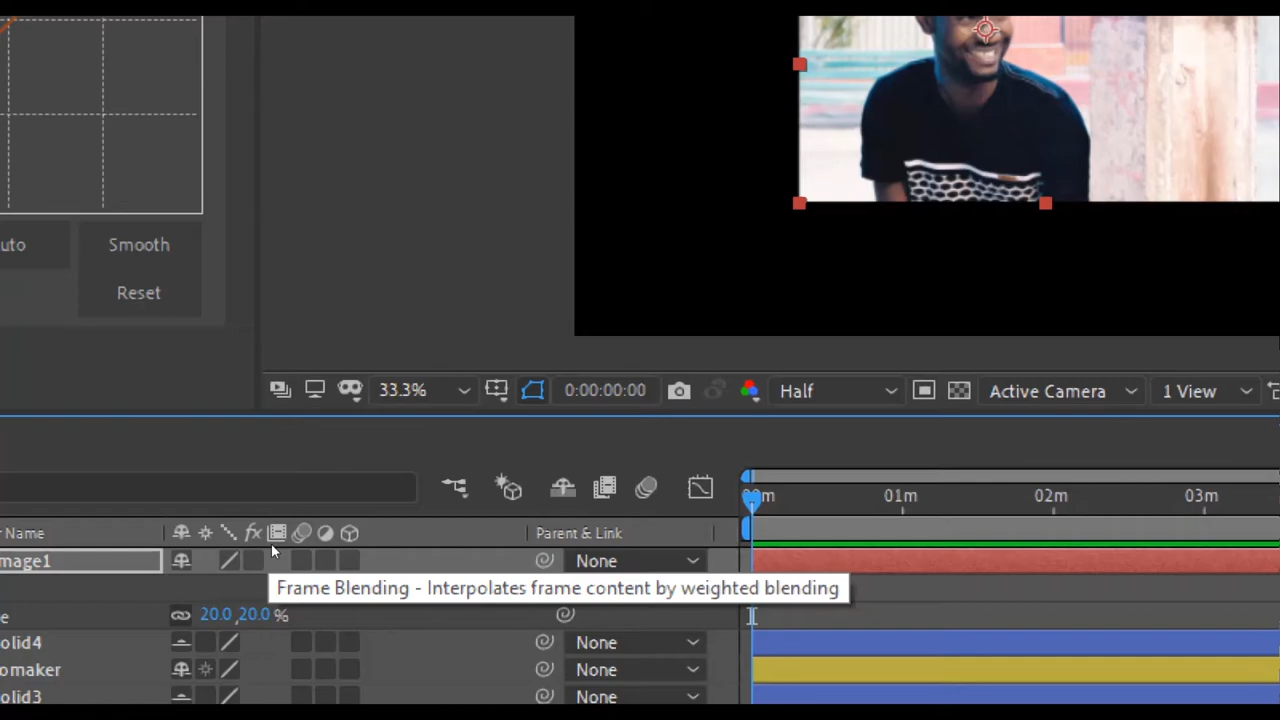 uto
Smooth
Reset
33.3%
0:00:00:00
Half
Active Camera
1 View
01m
02m
03m
r Name
fx
Parent & Link
mage1
None
Frame Blending - Interpolates frame content by weighted blending
e
20.0,20.0 %
olid4
None
omaker
None
olid3
None